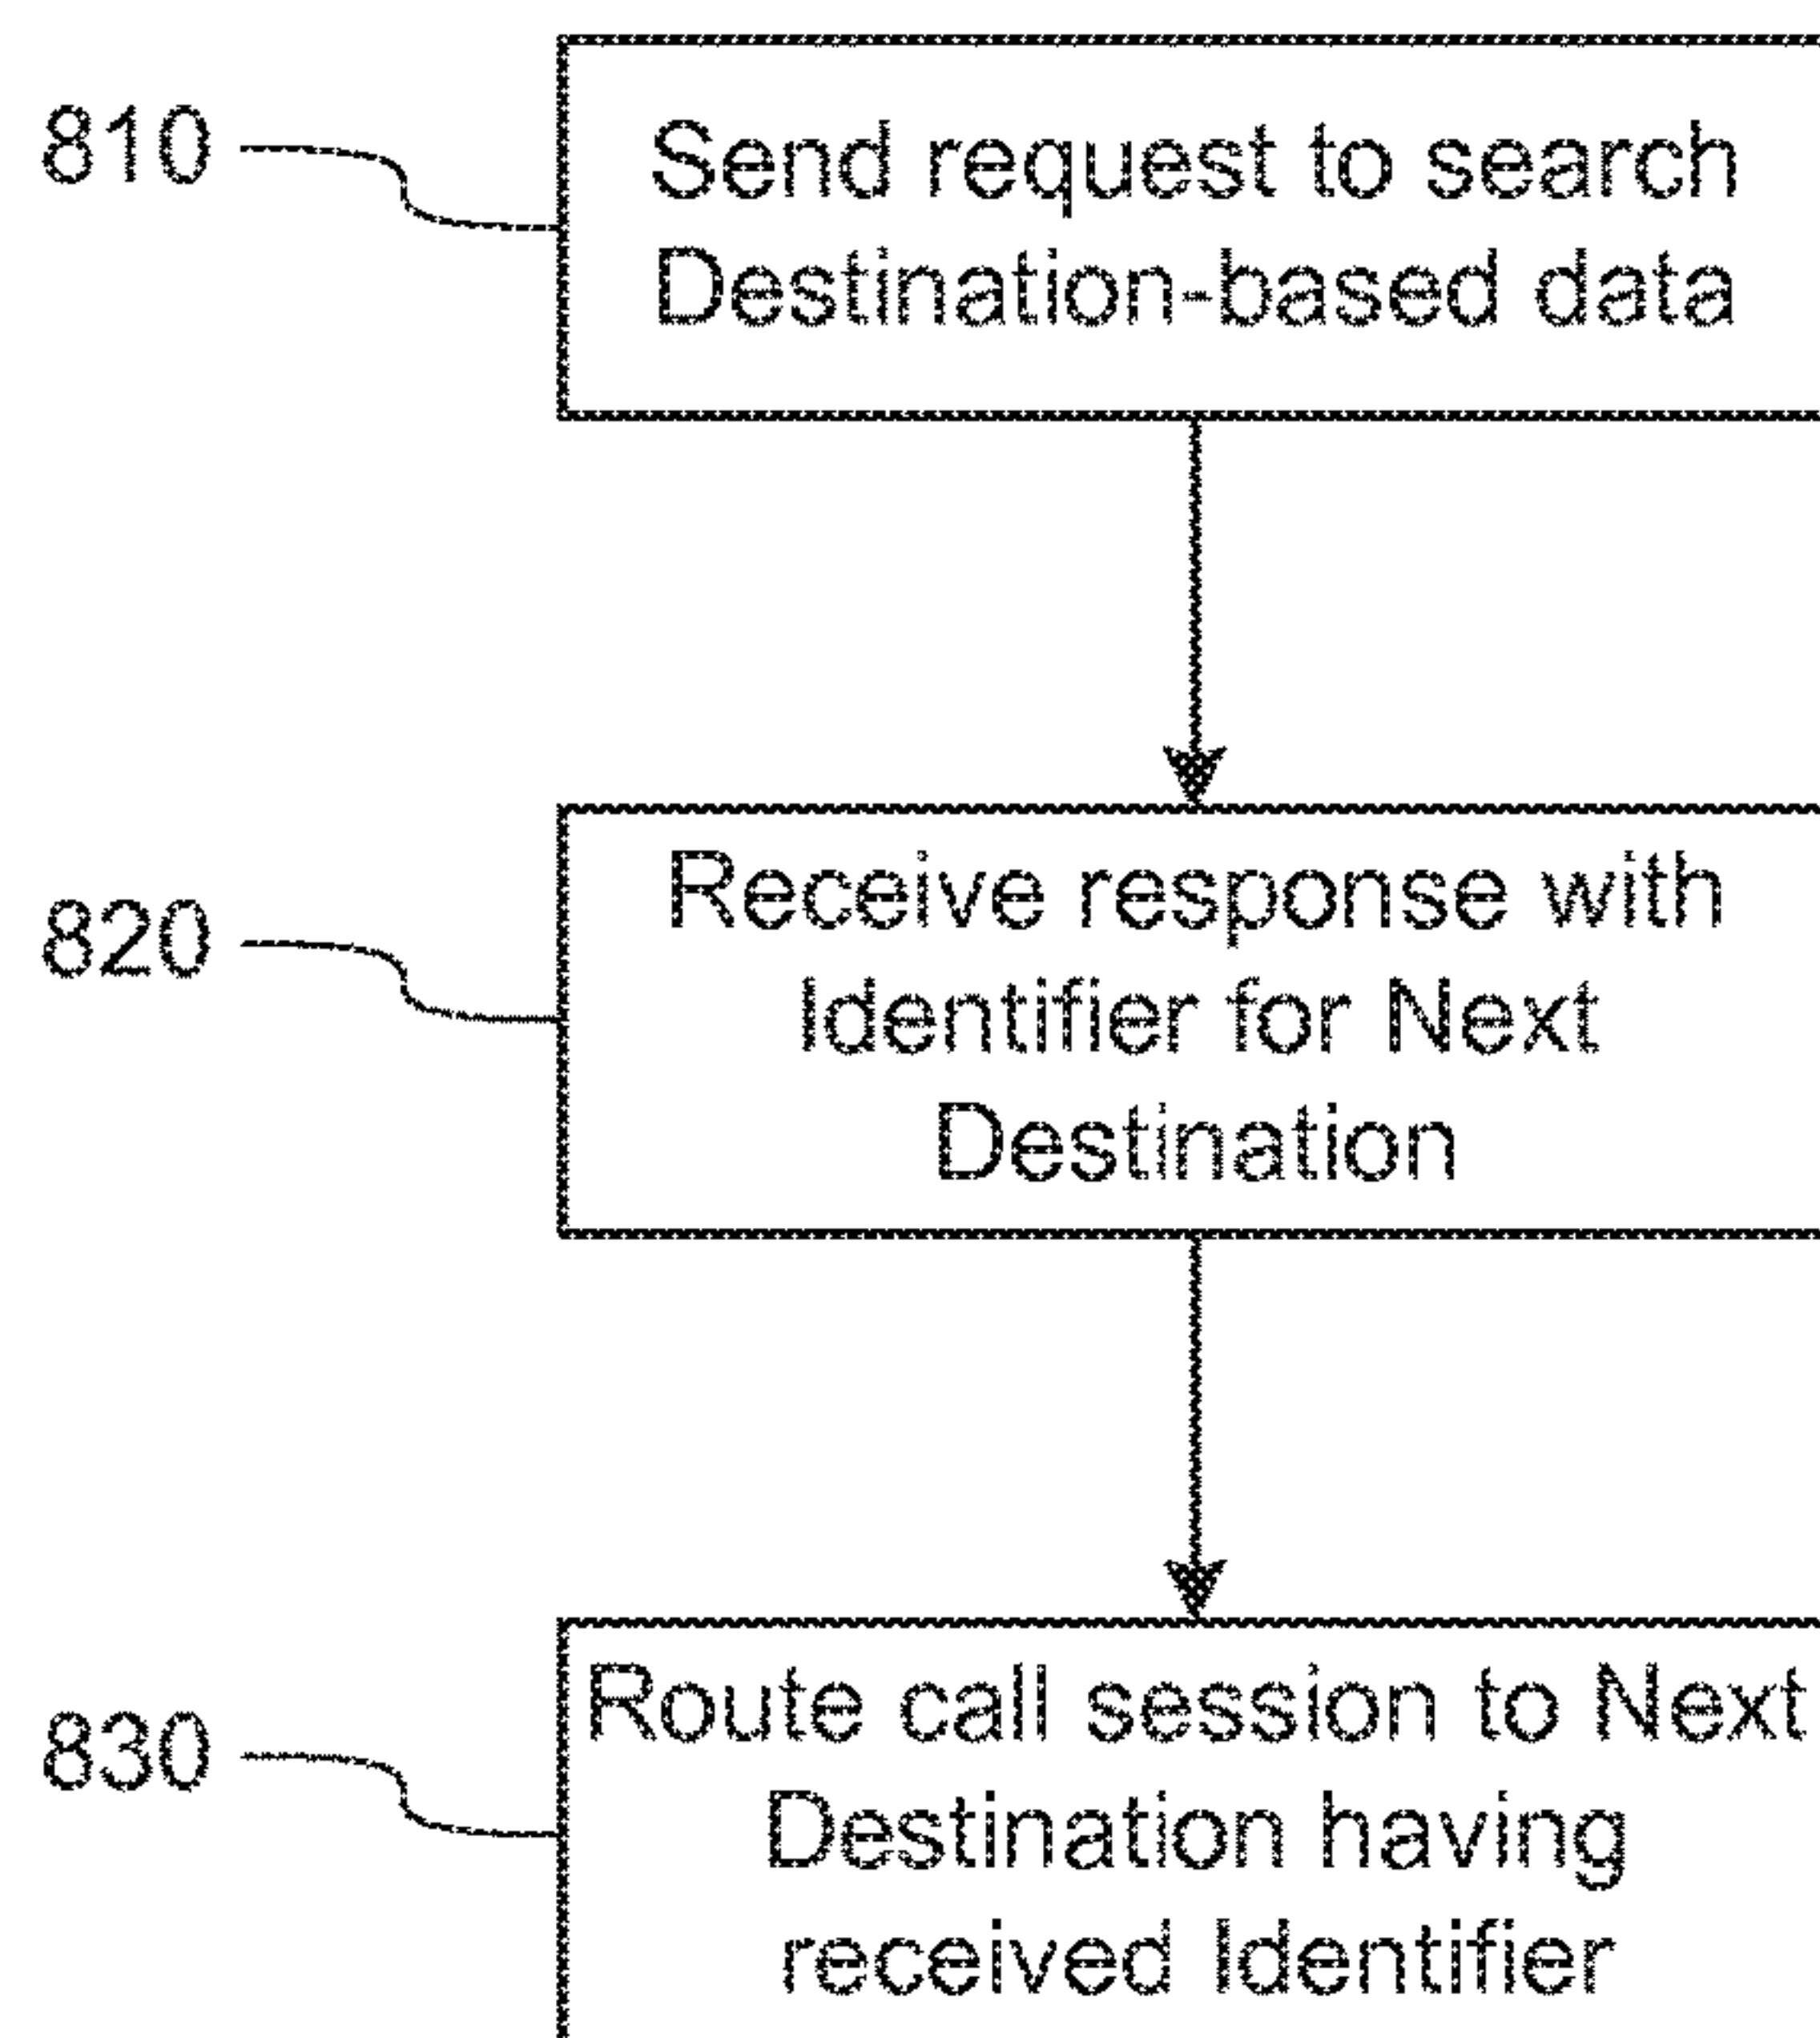 810
Send request to search
Destination-based data
820
Receive response with
Identifier for Next
Destination
830
Route call session to Next
Destination having
received Identifier